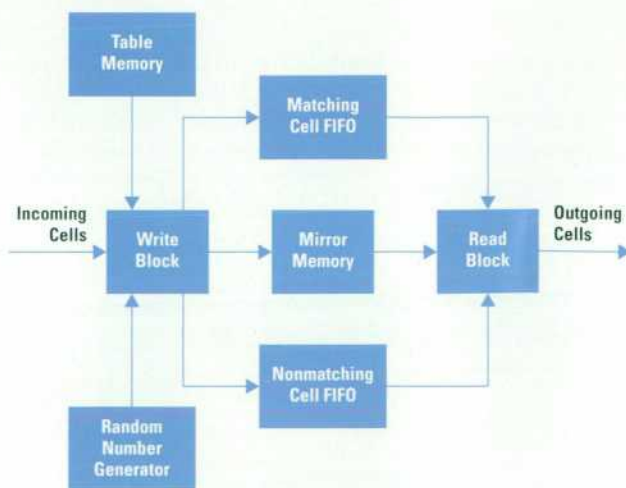 Table
Memory
Matching
Cell FIFO
Incoming
Cells
Write
Block
Mirror
Memory
Read
Block
Outgoing
Cells
Nonmatching
Cell FIFO
Random
Number
Generator